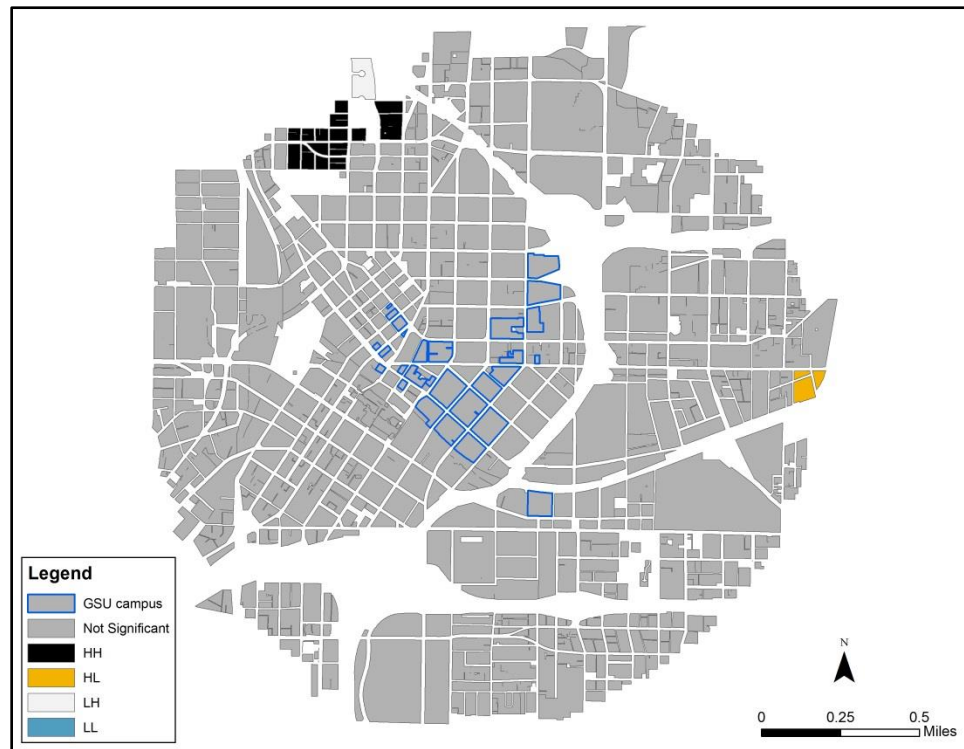 Legend
GSU campus
Not Significant
HH
HL
LH
LL
N
0 0.25 0.5
Miles